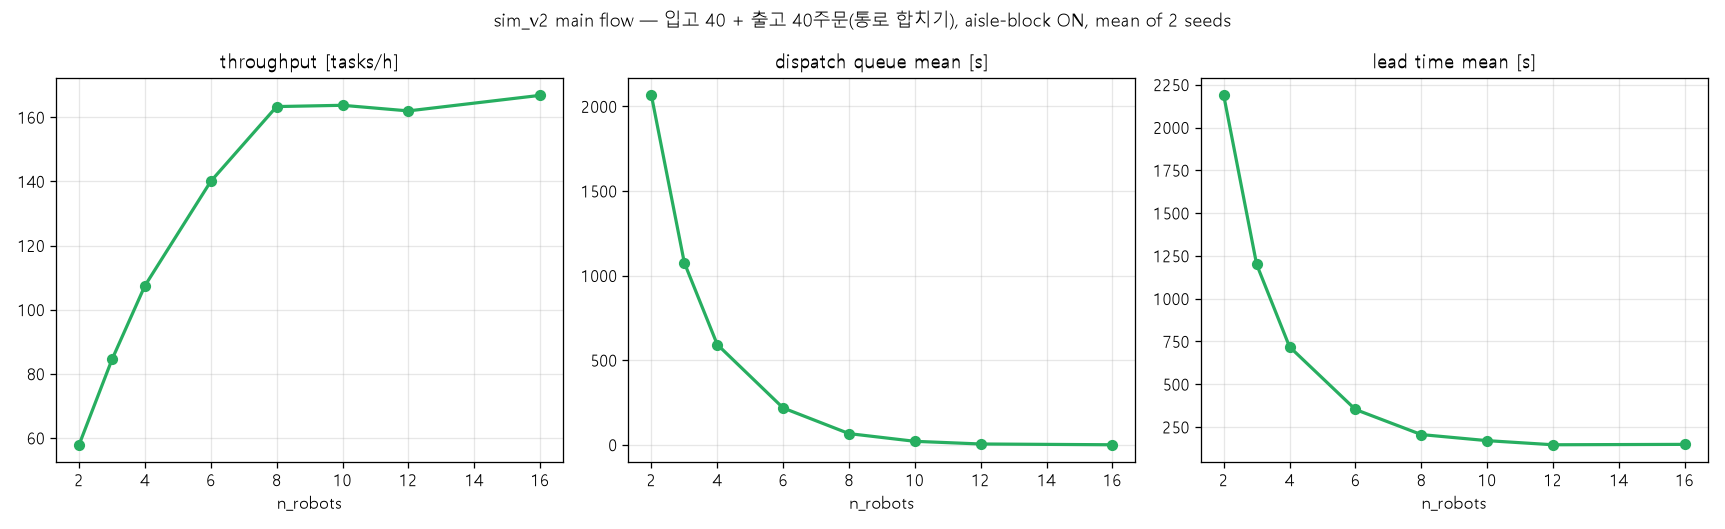 sim_v2 main flow — 입고 40 + 출고 40주문(통로 합치기), aisle-block ON, mean of 2 seeds
throughput [tasks/h]
160
140
120
100
80
60
2 4 6 8 10 12 14 16
n_robots
dispatch queue mean [s]
2000
1500
1000
500
0
2 4 6 8 10 12 14 16
n_robots
lead time mean [s]
2250
2000
1750
1500
1250
1000
750
500
250
2 4 6 8 10 12 14 16
n_robots